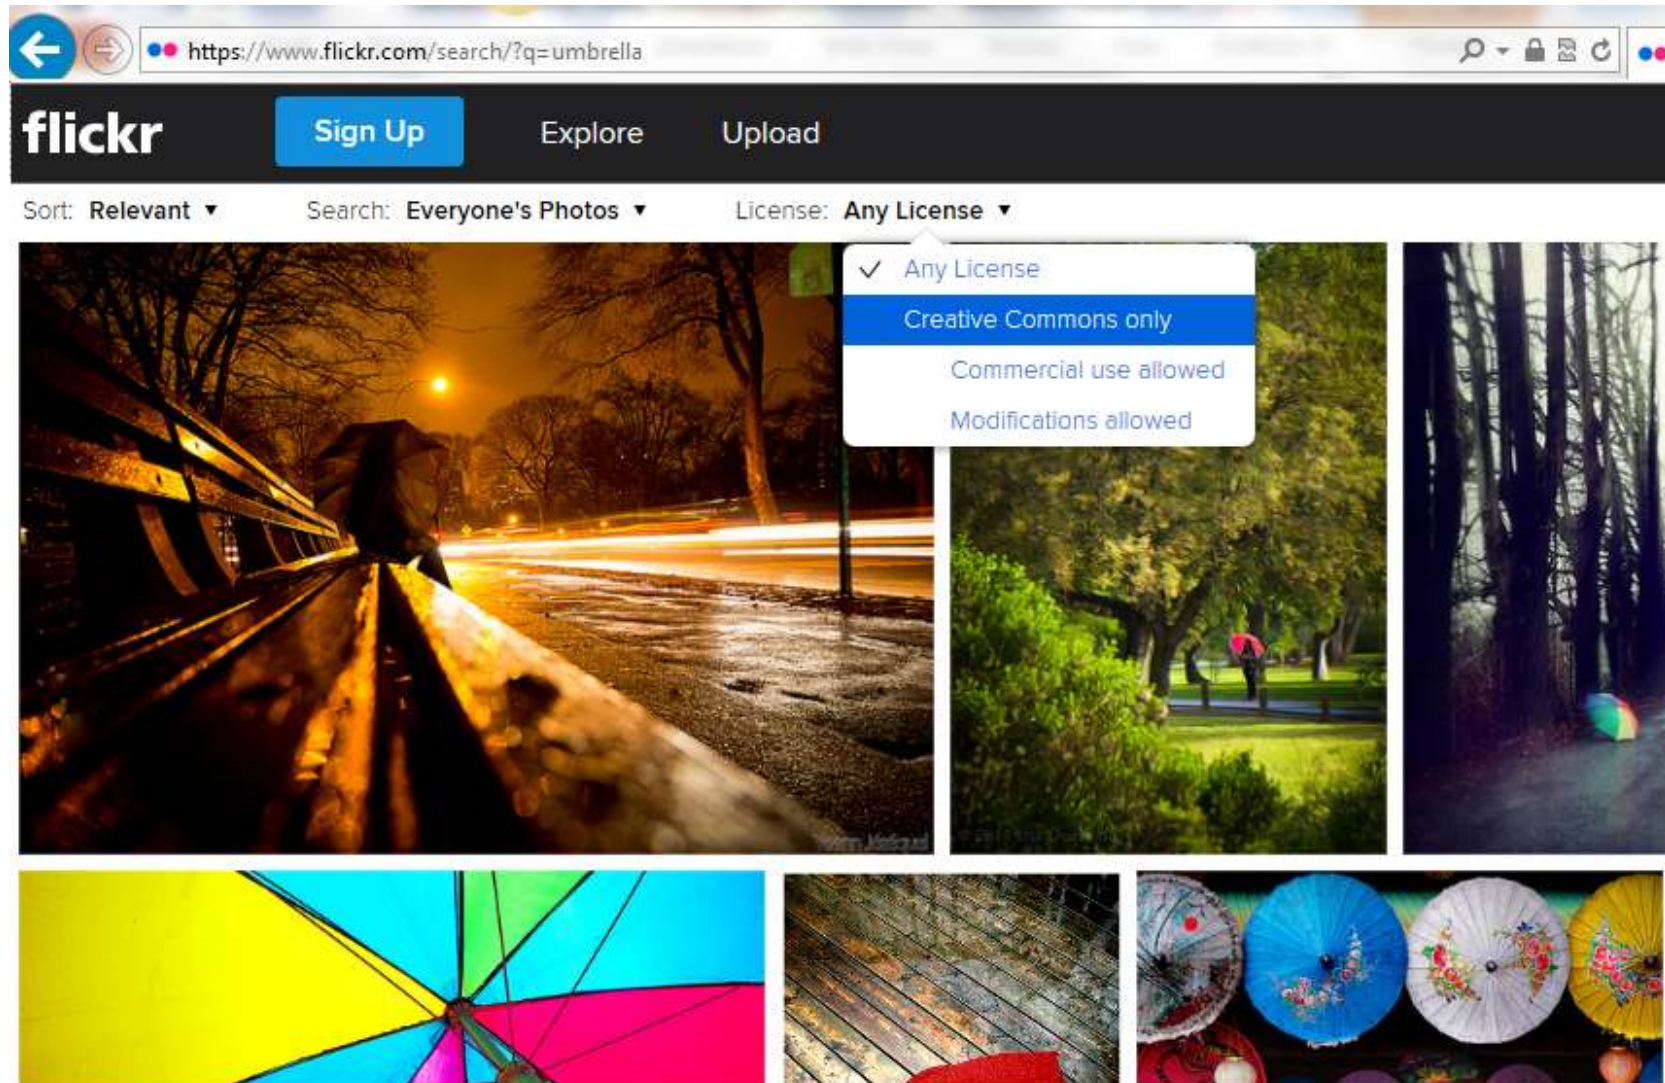 https://www.flickr.com/search/?q=umbrella
flickr Sign Up Explore Upload
Sort: Relevant ▼ Search: Everyone's Photos ▼ License: Any License ▼
✓ Any License
Creative Commons only
Commercial use allowed
Modifications allowed